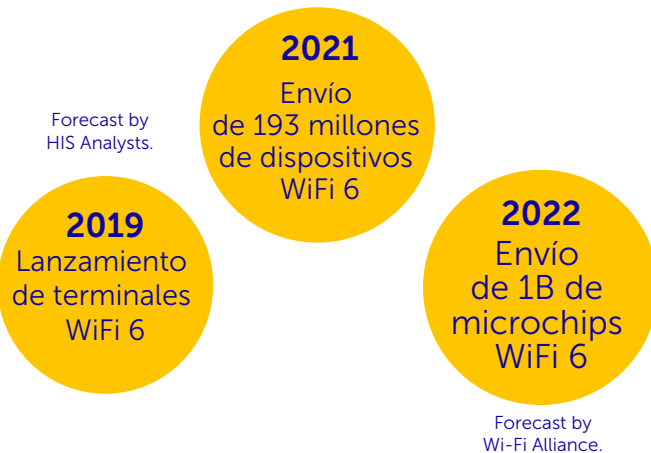 Forecast by
HIS Analysts.
2019
Lanzamiento
de terminales
WiFi 6
2021
Envío
de 193 millones
de dispositivos
WiFi 6
2022
Envío
de 1B de
microchips
WiFi 6
Forecast by
Wi-Fi Alliance.